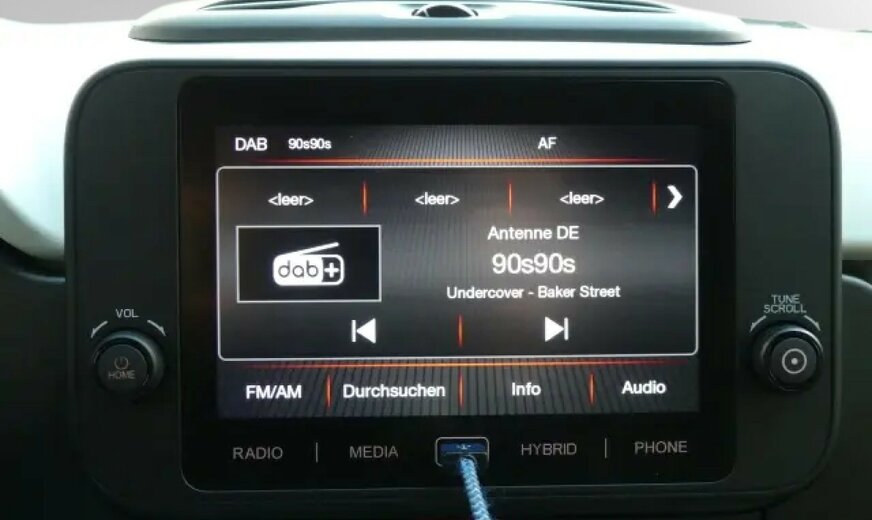 DAB 90s90s AF
<leer> <leer> <leer>
Antenne DE
dab+
90s90s
Undercover - Baker Street
VOL
TUNE
SCROLL
HOME
FM/AM Durchsuchen Info Audio
RADIO | MEDIA HYBRID | PHONE